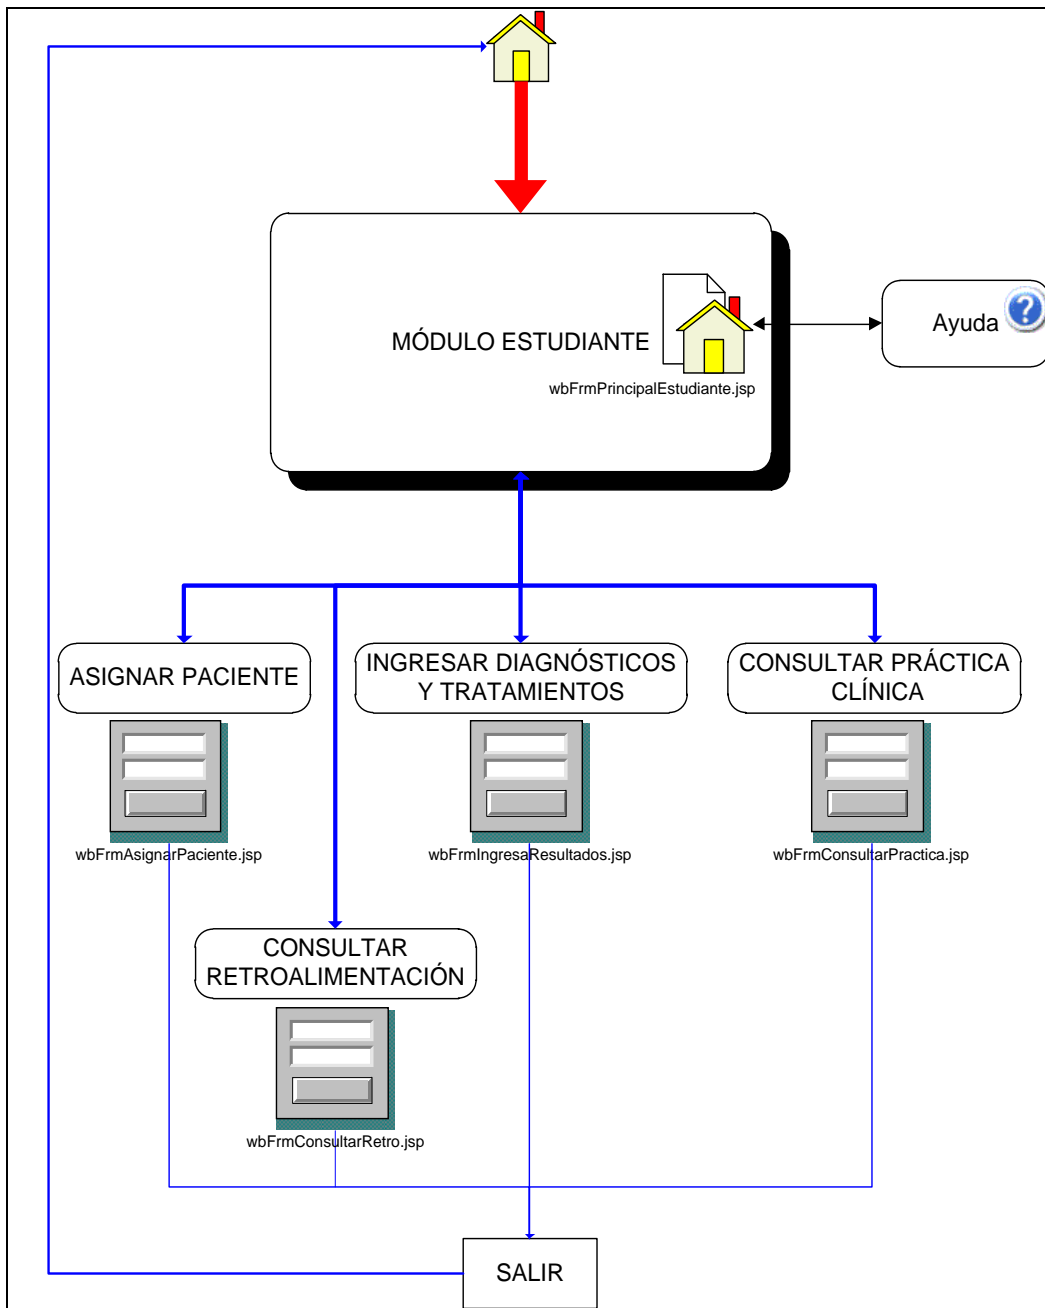 MÓDULO ESTUDIANTE
wbFrmPrincipalEstudiante.jsp
Ayuda
?
ASIGNAR PACIENTE
wbFrmAsignarPaciente.jsp
INGRESAR DIAGNÓSTICOS
Y TRATAMIENTOS
wbFrmIngresaResultados.jsp
CONSULTAR PRÁCTICA
CLÍNICA
wbFrmConsultarPractica.jsp
CONSULTAR
RETROALIMENTACIÓN
wbFrmConsultarRetro.jsp
SALIR